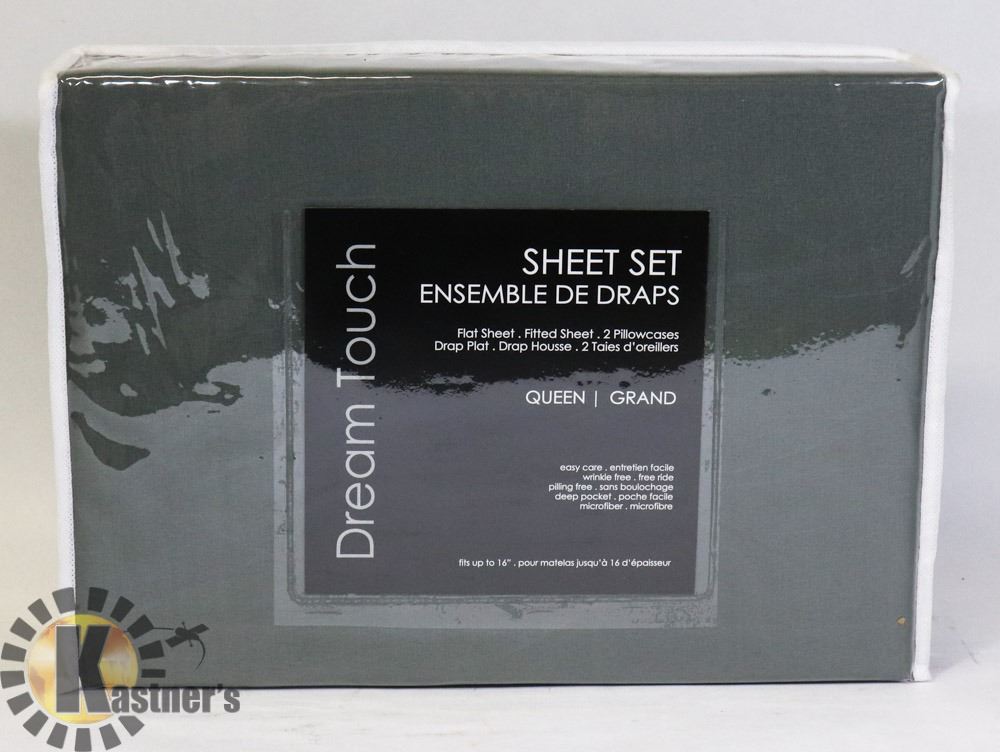 Dream Touch
SHEET SET
ENSEMBLE DE DRAPS
Flat Sheet . Fitted Sheet . 2 Pillowcases
Drap Plat . Drap Housse . 2 Taies d'oreillers
QUEEN | GRAND
easy care . entretien facile
wrinkle free . free ride
pilling free . sans boulochage
deep pocket . poche facile
microfiber . microfibre
fits up to 16" . pour matelas jusqu'à 16 d'épaisseur
Kastner's